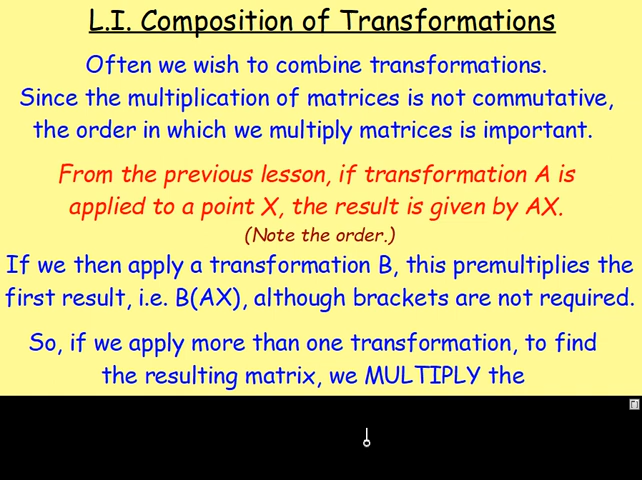 L.I. Composition of Transformations
Often we wish to combine transformations.
Since the multiplication of matrices is not commutative,
the order in which we multiply matrices is important.
From the previous lesson, if transformation A is
applied to a point X, the result is given by AX.
(Note the order.)
If we then apply a transformation B, this premultiplies the
first result, i.e. B(AX), although brackets are not required.
So, if we apply more than one transformation, to find
the resulting matrix, we MULTIPLY the